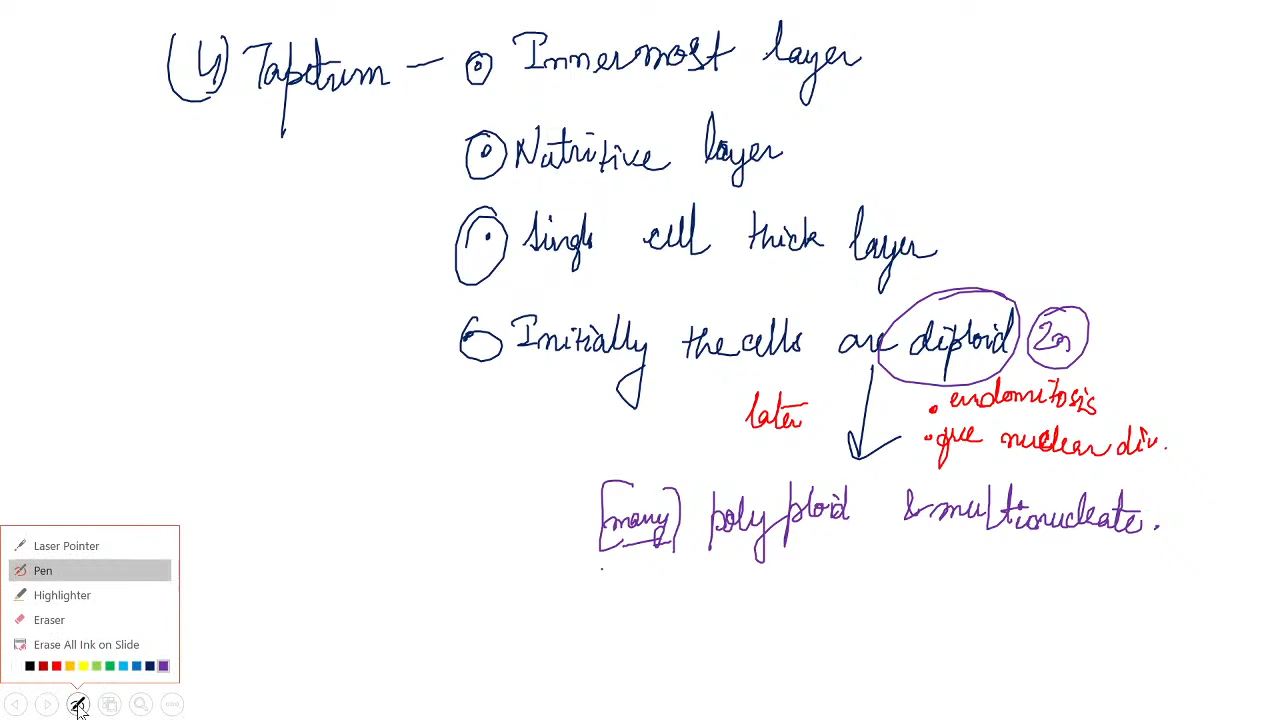 (4) Tapetum — Innermost layer
Nutritive layer
Single cell thick layer
Initially the cells are diploid 2n
later
• endomitosis
• free nuclear div.
[many] polyploid & multinucleate.
Laser Pointer
Pen
Highlighter
Eraser
Erase All Ink on Slide